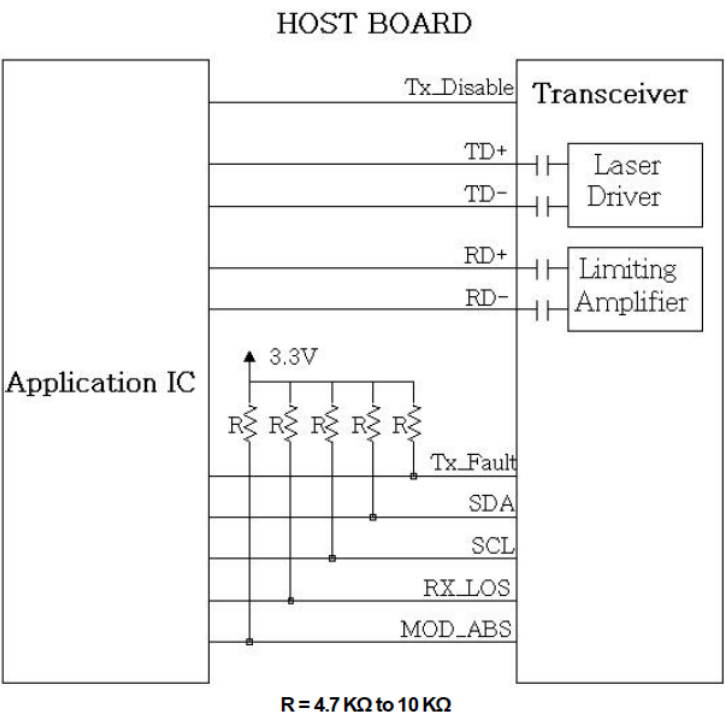 HOST BOARD
Tx_Disable
Transceiver
TD+
Laser
TD-
Driver
RD+
Limiting
RD-
Amplifier
3.3V
Application IC
R R R R R
Tx_Fault
SDA
SCL
RX_LOS
MOD_ABS
R = 4.7 KΩ to 10 KΩ